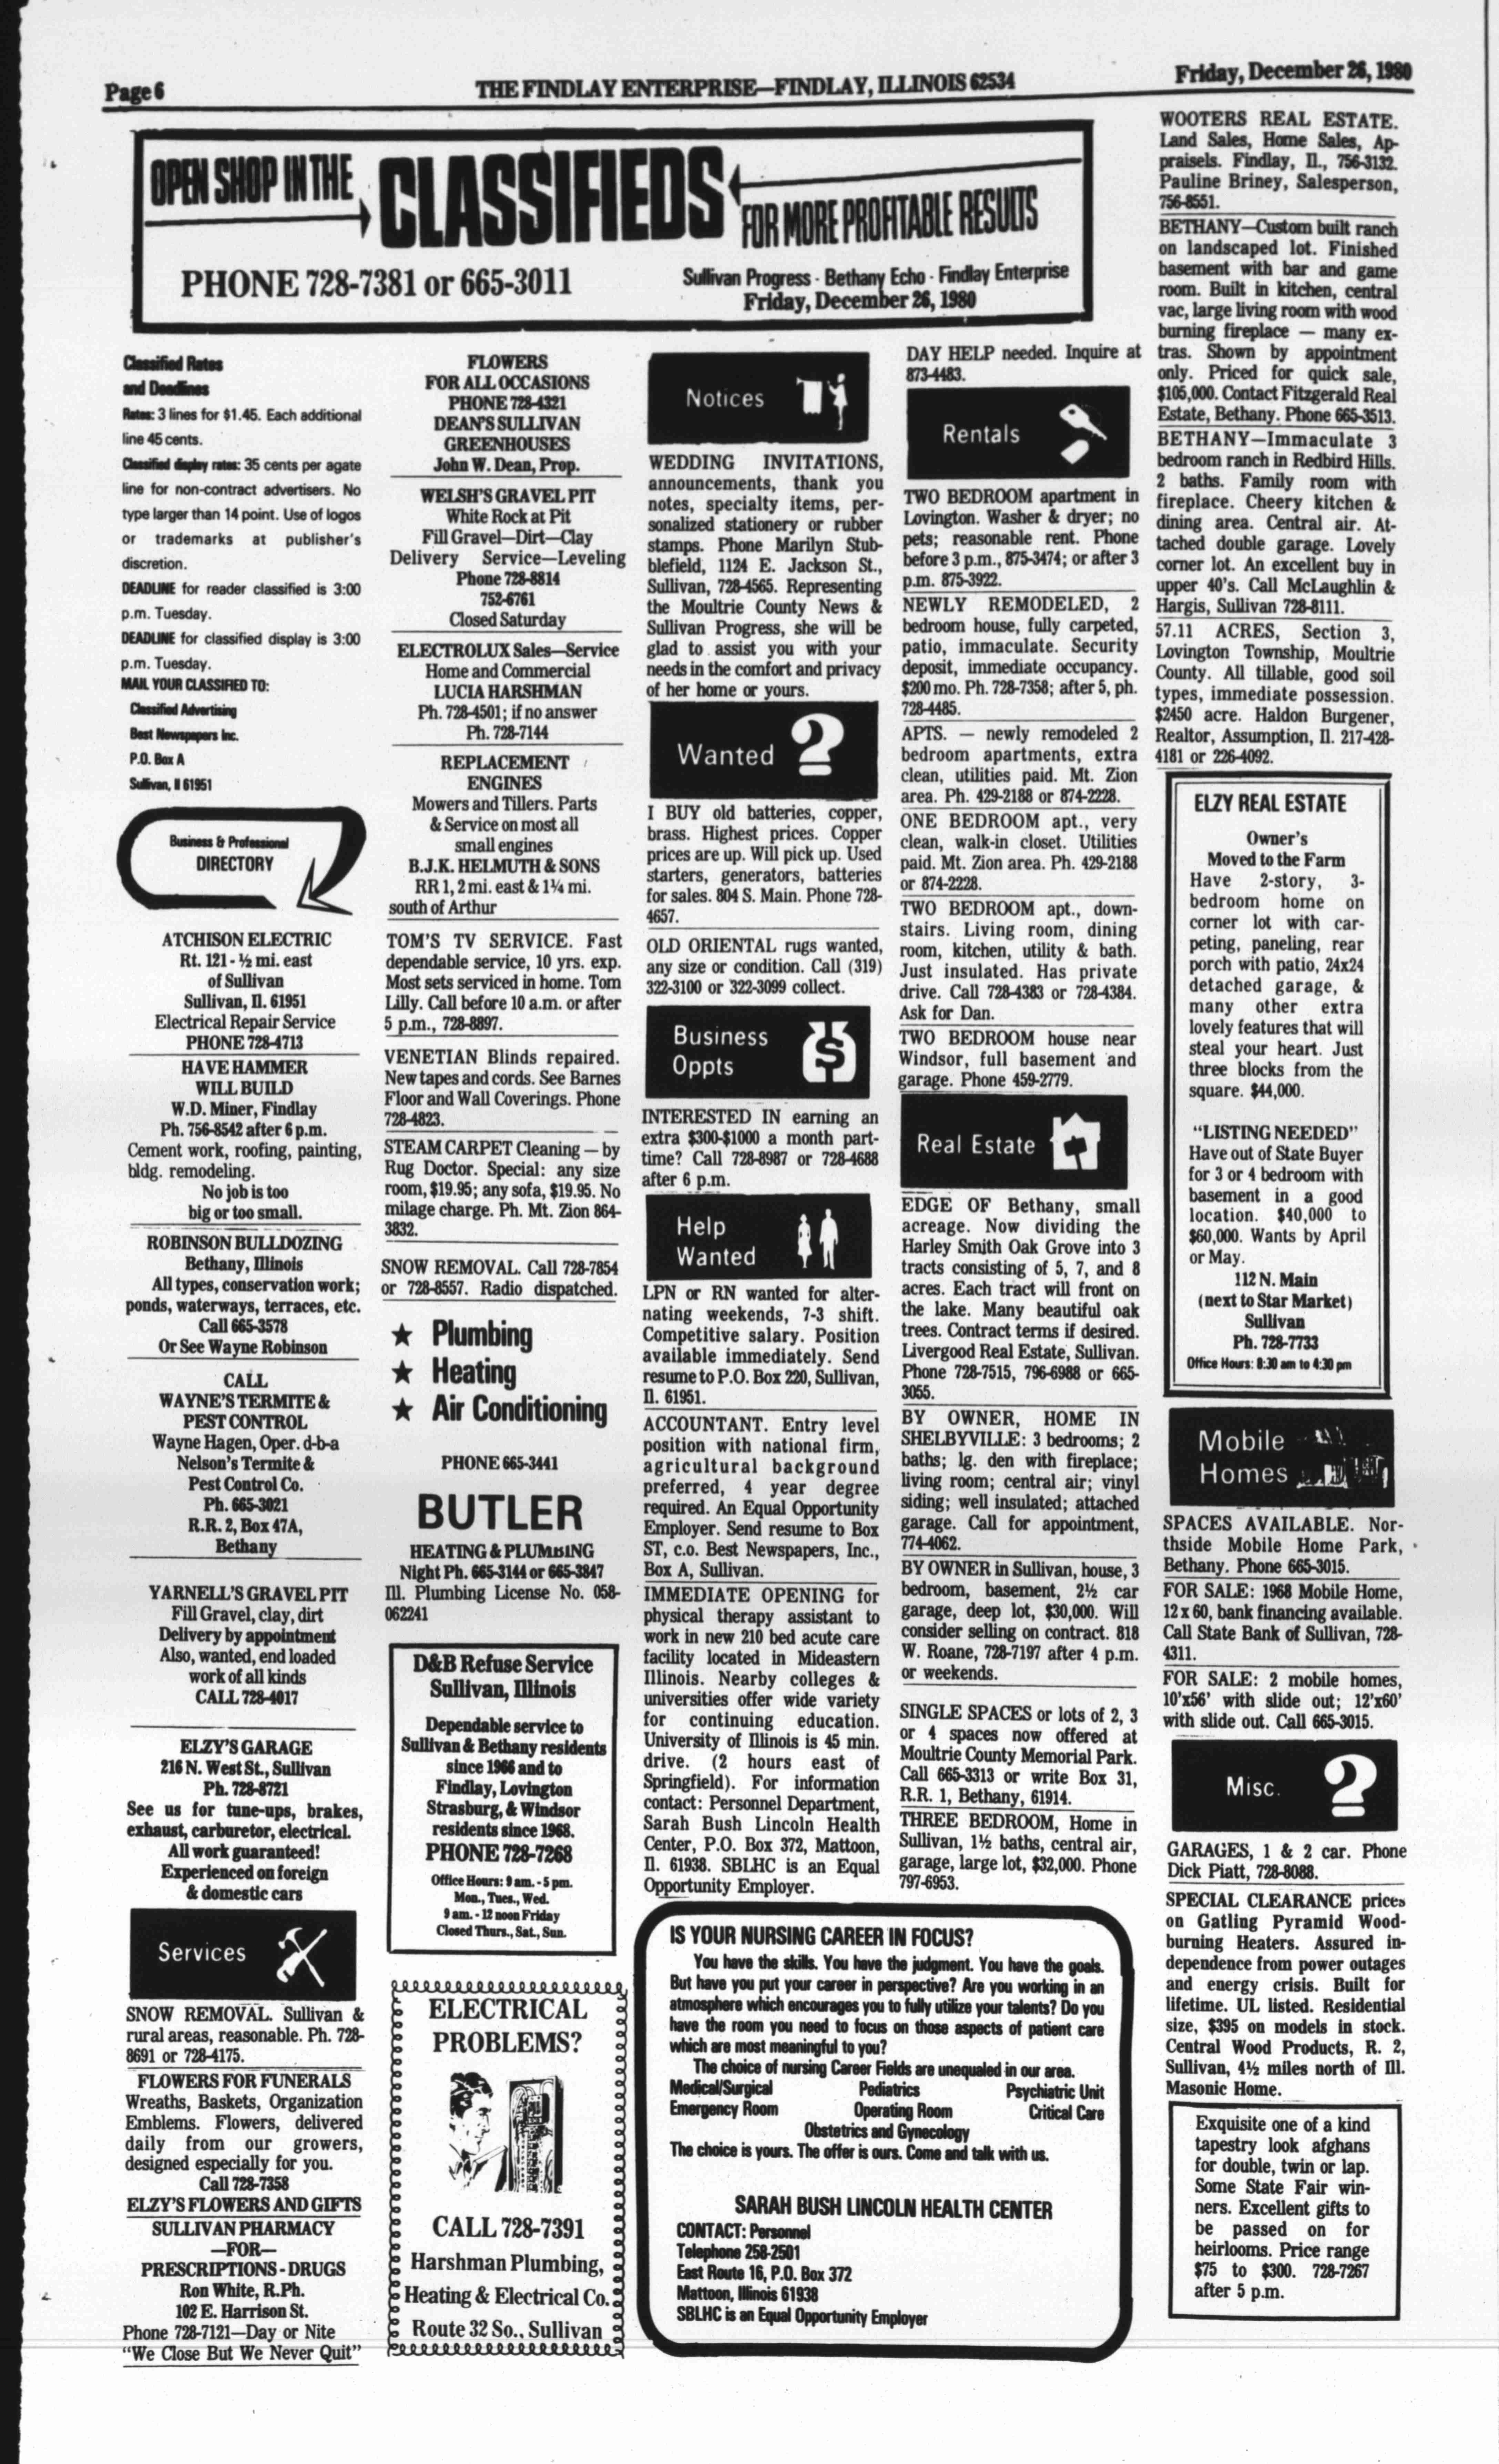 Page 6
THE FINDLAY ENTERPRISE—FINDLAY, ILLINOIS 62534
Friday, December 26, 1980
OPEN SHOP IN THE
CLASSIFIEDS
FOR MORE PROFITABLE RESULTS
PHONE 728-7381 or 665-3011
Sullivan Progress - Bethany Echo - Findlay Enterprise
Friday, December 26, 1980
Classified Rates
and Deadlines
Rates: 3 lines for $1.45. Each additional
line 45 cents.
Classified display rates: 35 cents per agate
line for non-contract advertisers. No
type larger than 14 point. Use of logos
or trademarks at publisher's
discretion.
DEADLINE for reader classified is 3:00
p.m. Tuesday.
DEADLINE for classified display is 3:00
p.m. Tuesday.
MAIL YOUR CLASSIFIED TO:
Classified Advertising
Best Newspapers Inc.
P.O. Box A
Sullivan, Il 61951
Business & Professional
DIRECTORY
ATCHISON ELECTRIC
Rt. 121 - ½ mi. east
of Sullivan
Sullivan, Il. 61951
Electrical Repair Service
PHONE 728-4713
HAVE HAMMER
WILL BUILD
W.D. Miner, Findlay
Ph. 756-8542 after 6 p.m.
Cement work, roofing, painting,
bldg. remodeling.
No job is too
big or too small.
ROBINSON BULLDOZING
Bethany, Illinois
All types, conservation work;
ponds, waterways, terraces, etc.
Call 665-3578
Or See Wayne Robinson
CALL
WAYNE'S TERMITE &
PEST CONTROL
Wayne Hagen, Oper. d-b-a
Nelson's Termite &
Pest Control Co.
Ph. 665-3021
R.R. 2, Box 47A,
Bethany
YARNELL'S GRAVEL PIT
Fill Gravel, clay, dirt
Delivery by appointment
Also, wanted, end loaded
work of all kinds
CALL 728-4017
ELZY'S GARAGE
216 N. West St., Sullivan
Ph. 728-8721
See us for tune-ups, brakes,
exhaust, carburetor, electrical.
All work guaranteed!
Experienced on foreign
& domestic cars
Services
SNOW REMOVAL. Sullivan &
rural areas, reasonable. Ph. 728-
8691 or 728-4175.
FLOWERS FOR FUNERALS
Wreaths, Baskets, Organization
Emblems. Flowers, delivered
daily from our growers,
designed especially for you.
Call 728-7358
ELZY'S FLOWERS AND GIFTS
SULLIVAN PHARMACY
—FOR—
PRESCRIPTIONS - DRUGS
Ron White, R.Ph.
102 E. Harrison St.
Phone 728-7121—Day or Nite
"We Close But We Never Quit"
FLOWERS
FOR ALL OCCASIONS
PHONE 728-4321
DEAN'S SULLIVAN
GREENHOUSES
John W. Dean, Prop.
WELSH'S GRAVEL PIT
White Rock at Pit
Fill Gravel—Dirt—Clay
Delivery Service—Leveling
Phone 728-8814
752-6761
Closed Saturday
ELECTROLUX Sales—Service
Home and Commercial
LUCIA HARSHMAN
Ph. 728-4501; if no answer
Ph. 728-7144
REPLACEMENT
ENGINES
Mowers and Tillers. Parts
& Service on most all
small engines
B.J.K. HELMUTH & SONS
RR 1, 2 mi. east & 1¼ mi.
south of Arthur
TOM'S TV SERVICE. Fast
dependable service, 10 yrs. exp.
Most sets serviced in home. Tom
Lilly. Call before 10 a.m. or after
5 p.m., 728-8897.
VENETIAN Blinds repaired.
New tapes and cords. See Barnes
Floor and Wall Coverings. Phone
728-4823.
STEAM CARPET Cleaning — by
Rug Doctor. Special: any size
room, $19.95; any sofa, $19.95. No
milage charge. Ph. Mt. Zion 864-
3832.
SNOW REMOVAL. Call 728-7854
or 728-8557. Radio dispatched.
★ Plumbing
★ Heating
★ Air Conditioning
PHONE 665-3441
BUTLER
HEATING & PLUMBING
Night Ph. 665-3144 or 665-3847
Ill. Plumbing License No. 058-
062241
D&B Refuse Service
Sullivan, Illinois
Dependable service to
Sullivan & Bethany residents
since 1966 and to
Findlay, Lovington
Strasburg, & Windsor
residents since 1968.
PHONE 728-7268
Office Hours: 9 am. - 5 pm.
Mon., Tues., Wed.
9 am. - 12 noon Friday
Closed Thurs., Sat., Sun.
ELECTRICAL
PROBLEMS?
CALL 728-7391
Harshman Plumbing,
Heating & Electrical Co.
Route 32 So., Sullivan
Notices
WEDDING INVITATIONS,
announcements, thank you
notes, specialty items, per-
sonalized stationery or rubber
stamps. Phone Marilyn Stub-
blefield, 1124 E. Jackson St.,
Sullivan, 728-4565. Representing
the Moultrie County News &
Sullivan Progress, she will be
glad to assist you with your
needs in the comfort and privacy
of her home or yours.
Wanted
I BUY old batteries, copper,
brass. Highest prices. Copper
prices are up. Will pick up. Used
starters, generators, batteries
for sales. 804 S. Main. Phone 728-
4657.
OLD ORIENTAL rugs wanted,
any size or condition. Call (319)
322-3100 or 322-3099 collect.
Business
Oppts
INTERESTED IN earning an
extra $300-$1000 a month part-
time? Call 728-8987 or 728-4688
after 6 p.m.
Help
Wanted
LPN or RN wanted for alter-
nating weekends, 7-3 shift.
Competitive salary. Position
available immediately. Send
resume to P.O. Box 220, Sullivan,
Il. 61951.
ACCOUNTANT. Entry level
position with national firm,
agricultural background
preferred, 4 year degree
required. An Equal Opportunity
Employer. Send resume to Box
ST, c.o. Best Newspapers, Inc.,
Box A, Sullivan.
IMMEDIATE OPENING for
physical therapy assistant to
work in new 210 bed acute care
facility located in Mideastern
Illinois. Nearby colleges &
universities offer wide variety
for continuing education.
University of Illinois is 45 min.
drive. (2 hours east of
Springfield). For information
contact: Personnel Department,
Sarah Bush Lincoln Health
Center, P.O. Box 372, Mattoon,
Il. 61938. SBLHC is an Equal
Opportunity Employer.
DAY HELP needed. Inquire at
873-4483.
Rentals
TWO BEDROOM apartment in
Lovington. Washer & dryer; no
pets; reasonable rent. Phone
before 3 p.m., 875-3474; or after 3
p.m. 875-3922.
NEWLY REMODELED, 2
bedroom house, fully carpeted,
patio, immaculate. Security
deposit, immediate occupancy.
$200 mo. Ph. 728-7358; after 5, ph.
728-4485.
APTS. — newly remodeled 2
bedroom apartments, extra
clean, utilities paid. Mt. Zion
area. Ph. 429-2188 or 874-2228.
ONE BEDROOM apt., very
clean, walk-in closet. Utilities
paid. Mt. Zion area. Ph. 429-2188
or 874-2228.
TWO BEDROOM apt., down-
stairs. Living room, dining
room, kitchen, utility & bath.
Just insulated. Has private
drive. Call 728-4383 or 728-4384.
Ask for Dan.
TWO BEDROOM house near
Windsor, full basement and
garage. Phone 459-2779.
Real Estate
EDGE OF Bethany, small
acreage. Now dividing the
Harley Smith Oak Grove into 3
tracts consisting of 5, 7, and 8
acres. Each tract will front on
the lake. Many beautiful oak
trees. Contract terms if desired.
Livergood Real Estate, Sullivan.
Phone 728-7515, 796-6988 or 665-
3055.
BY OWNER, HOME IN
SHELBYVILLE: 3 bedrooms; 2
baths; lg. den with fireplace;
living room; central air; vinyl
siding; well insulated; attached
garage. Call for appointment,
774-4062.
BY OWNER in Sullivan, house, 3
bedroom, basement, 2½ car
garage, deep lot, $30,000. Will
consider selling on contract. 818
W. Roane, 728-7197 after 4 p.m.
or weekends.
SINGLE SPACES or lots of 2, 3
or 4 spaces now offered at
Moultrie County Memorial Park.
Call 665-3313 or write Box 31,
R.R. 1, Bethany, 61914.
THREE BEDROOM, Home in
Sullivan, 1½ baths, central air,
garage, large lot, $32,000. Phone
797-6953.
IS YOUR NURSING CAREER IN FOCUS?
You have the skills. You have the judgment. You have the goals.
But have you put your career in perspective? Are you working in an
atmosphere which encourages you to fully utilize your talents? Do you
have the room you need to focus on those aspects of patient care
which are most meaningful to you?
The choice of nursing Career Fields are unequaled in our area.
Medical/Surgical Pediatrics Psychiatric Unit
Emergency Room Operating Room Critical Care
Obstetrics and Gynecology
The choice is yours. The offer is ours. Come and talk with us.
SARAH BUSH LINCOLN HEALTH CENTER
CONTACT: Personnel
Telephone 258-2501
East Route 16, P.O. Box 372
Mattoon, Illinois 61938
SBLHC is an Equal Opportunity Employer
WOOTERS REAL ESTATE.
Land Sales, Home Sales, Ap-
praisels. Findlay, Il., 756-3132.
Pauline Briney, Salesperson,
756-8551.
BETHANY—Custom built ranch
on landscaped lot. Finished
basement with bar and game
room. Built in kitchen, central
vac, large living room with wood
burning fireplace — many ex-
tras. Shown by appointment
only. Priced for quick sale,
$105,000. Contact Fitzgerald Real
Estate, Bethany. Phone 665-3513.
BETHANY—Immaculate 3
bedroom ranch in Redbird Hills.
2 baths. Family room with
fireplace. Cheery kitchen &
dining area. Central air. At-
tached double garage. Lovely
corner lot. An excellent buy in
upper 40's. Call McLaughlin &
Hargis, Sullivan 728-8111.
57.11 ACRES, Section 3,
Lovington Township, Moultrie
County. All tillable, good soil
types, immediate possession.
$2450 acre. Haldon Burgener,
Realtor, Assumption, Il. 217-428-
4181 or 226-4092.
ELZY REAL ESTATE
Owner's
Moved to the Farm
Have 2-story, 3-
bedroom home on
corner lot with car-
peting, paneling, rear
porch with patio, 24x24
detached garage, &
many other extra
lovely features that will
steal your heart. Just
three blocks from the
square. $44,000.
"LISTING NEEDED"
Have out of State Buyer
for 3 or 4 bedroom with
basement in a good
location. $40,000 to
$60,000. Wants by April
or May.
112 N. Main
(next to Star Market)
Sullivan
Ph. 728-7733
Office Hours: 8:30 am to 4:30 pm
Mobile
Homes
SPACES AVAILABLE. Nor-
thside Mobile Home Park,
Bethany. Phone 665-3015.
FOR SALE: 1968 Mobile Home,
12 x 60, bank financing available.
Call State Bank of Sullivan, 728-
4311.
FOR SALE: 2 mobile homes,
10'x56' with slide out; 12'x60'
with slide out. Call 665-3015.
Misc.
GARAGES, 1 & 2 car. Phone
Dick Piatt, 728-8088.
SPECIAL CLEARANCE prices
on Gatling Pyramid Wood-
burning Heaters. Assured in-
dependence from power outages
and energy crisis. Built for
lifetime. UL listed. Residential
size, $395 on models in stock.
Central Wood Products, R. 2,
Sullivan, 4½ miles north of Ill.
Masonic Home.
Exquisite one of a kind
tapestry look afghans
for double, twin or lap.
Some State Fair win-
ners. Excellent gifts to
be passed on for
heirlooms. Price range
$75 to $300. 728-7267
after 5 p.m.